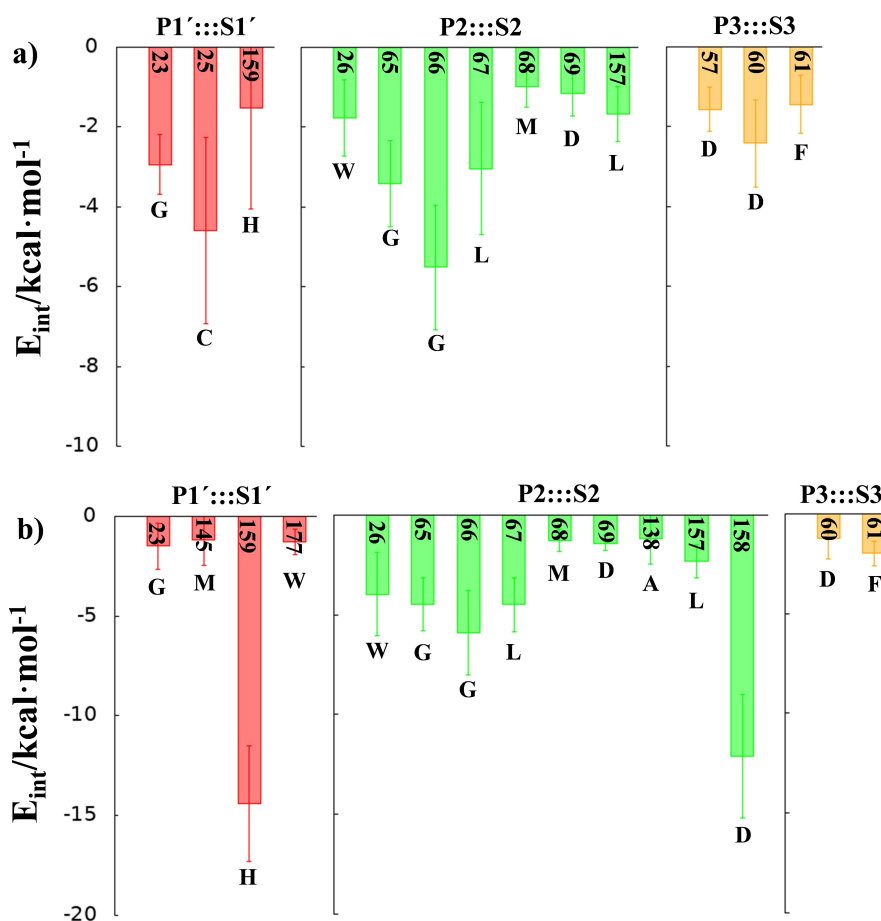 a)
P1´:::S1´ P2:::S2 P3:::S3
E_int/kcal·mol⁻¹
0
-2
-4
-6
-8
-10
23 25 159 26 65 66 67 68 69 157 57 60 61
G C H W G G L M D L D D F
b)
P1´:::S1´ P2:::S2 P3:::S3
E_int/kcal·mol⁻¹
0
-5
-10
-15
-20
23 145 159 177 26 65 66 67 68 69 138 157 158 60 61
G M H W W G G L M D A L D D F